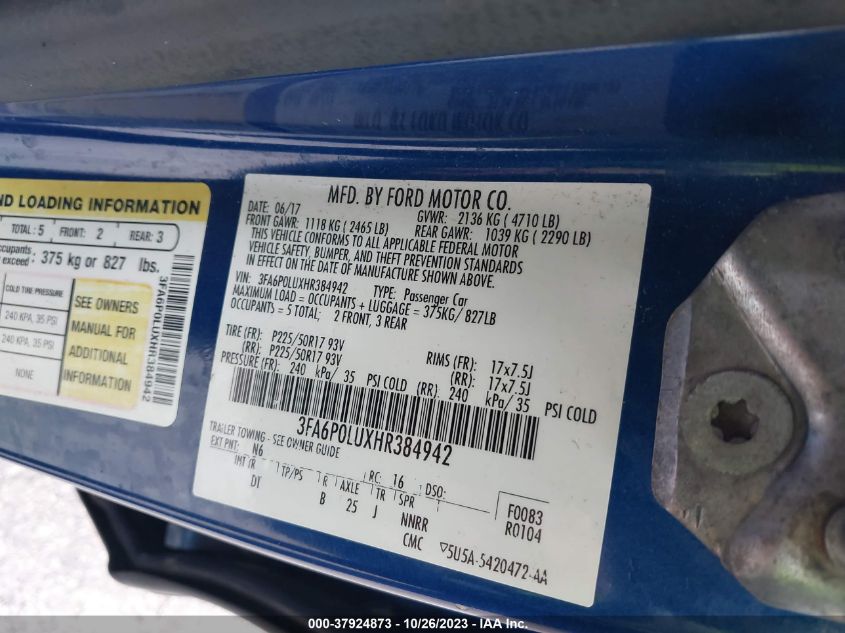 ND LOADING INFORMATION
TOTAL: 5 FRONT: 2 REAR: 3
cupants:
exceed : 375 kg or 827 lbs.
COLD TIRE PRESSURE
240 KPA, 35 PSI
240 KPA, 35 PSI
NONE
SEE OWNERS
MANUAL FOR
ADDITIONAL
INFORMATION
3FA6P0LUXHR384942
MFD. BY FORD MOTOR CO.
DATE: 06/17 GVWR: 2136 KG ( 4710 LB)
FRONT GAWR: 1118 KG ( 2465 LB) REAR GAWR: 1039 KG ( 2290 LB)
THIS VEHICLE CONFORMS TO ALL APPLICABLE FEDERAL MOTOR
VEHICLE SAFETY, BUMPER, AND THEFT PREVENTION STANDARDS
IN EFFECT ON THE DATE OF MANUFACTURE SHOWN ABOVE.
VIN: 3FA6P0LUXHR384942 TYPE: Passenger Car
MAXIMUM LOAD = OCCUPANTS + LUGGAGE = 375KG/ 827LB
OCCUPANTS = 5 TOTAL: 2 FRONT, 3 REAR
TIRE (FR): P225/50R17 93V RIMS (FR): 17x7.5J
(RR): P225/50R17 93V (RR): 17x7.5J
PRESSURE (FR): 240 kPa/ 35 PSI COLD (RR): 240 kPa/35 PSI COLD
3FA6P0LUXHR384942
TRAILER TOWING - SEE OWNER GUIDE
EXT PNT: N6 RC: 16 DSO: F0083
INT TR TP/PS R AXLE TR SPR R0104
DT B 25 J NNRR
CMC 5U5A-5420472-AA
000-37924873 - 10/26/2023 - IAA Inc.